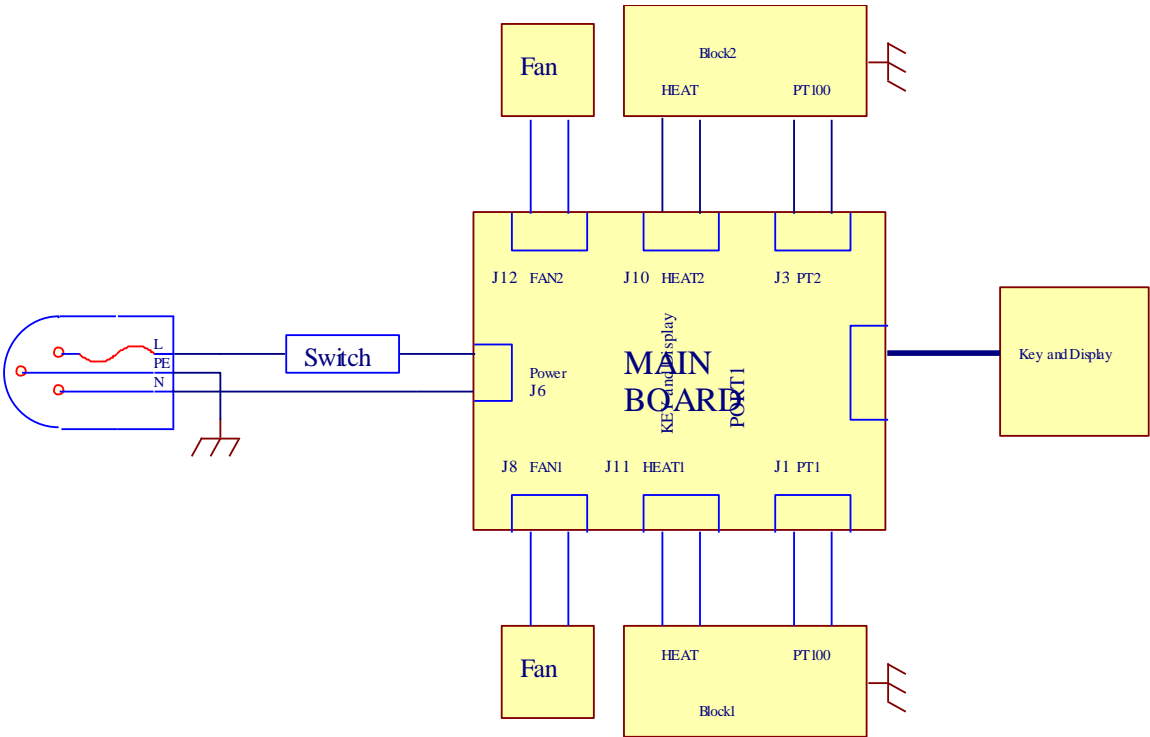 Fan
Block2
HEAT PT100
J12 FAN2 J10 HEAT2 J3 PT2
L
PE
N
Switch
Power
J6
MAIN
BOARD
KEY and Display
PORT1
Key and Display
J8 FAN1 J11 HEAT1 J1 PT1
Fan
HEAT PT100
Block1